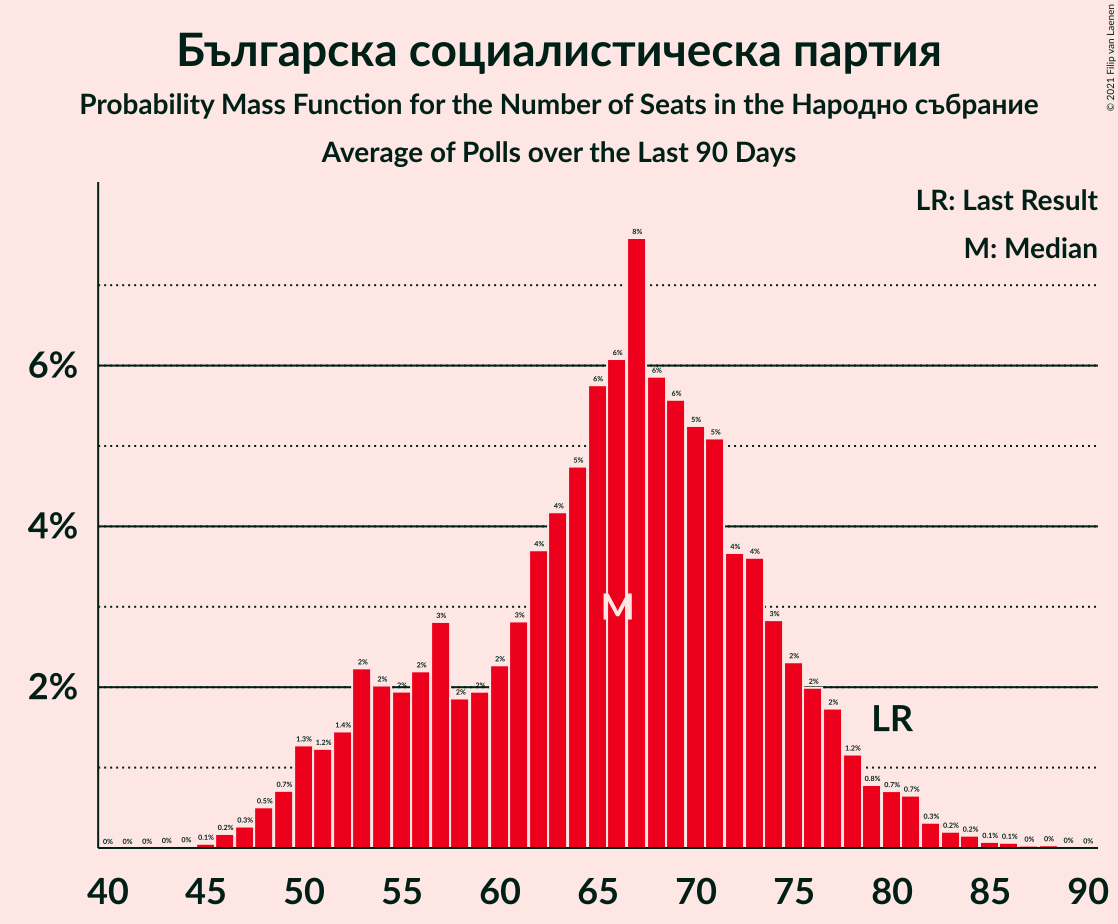 Българска социалистическа партия
Probability Mass Function for the Number of Seats in the Народно събрание
Average of Polls over the Last 90 Days
© 2021 Filip van Laenen
LR: Last Result
M: Median
6%
4%
2%
0% 0% 0% 0% 0% 0.1% 0.2% 0.3% 0.5% 0.7% 1.3% 1.2% 1.4% 2% 2% 2% 2% 3% 2% 2% 2% 3% 4% 4% 5% 6% 6% 8% 6% 6% 5% 5% 4% 4% 3% 2% 2% 2% 1.2% 0.8% 0.7% 0.7% 0.3% 0.2% 0.2% 0.1% 0.1% 0% 0% 0% 0%
M
LR
40 45 50 55 60 65 70 75 80 85 90